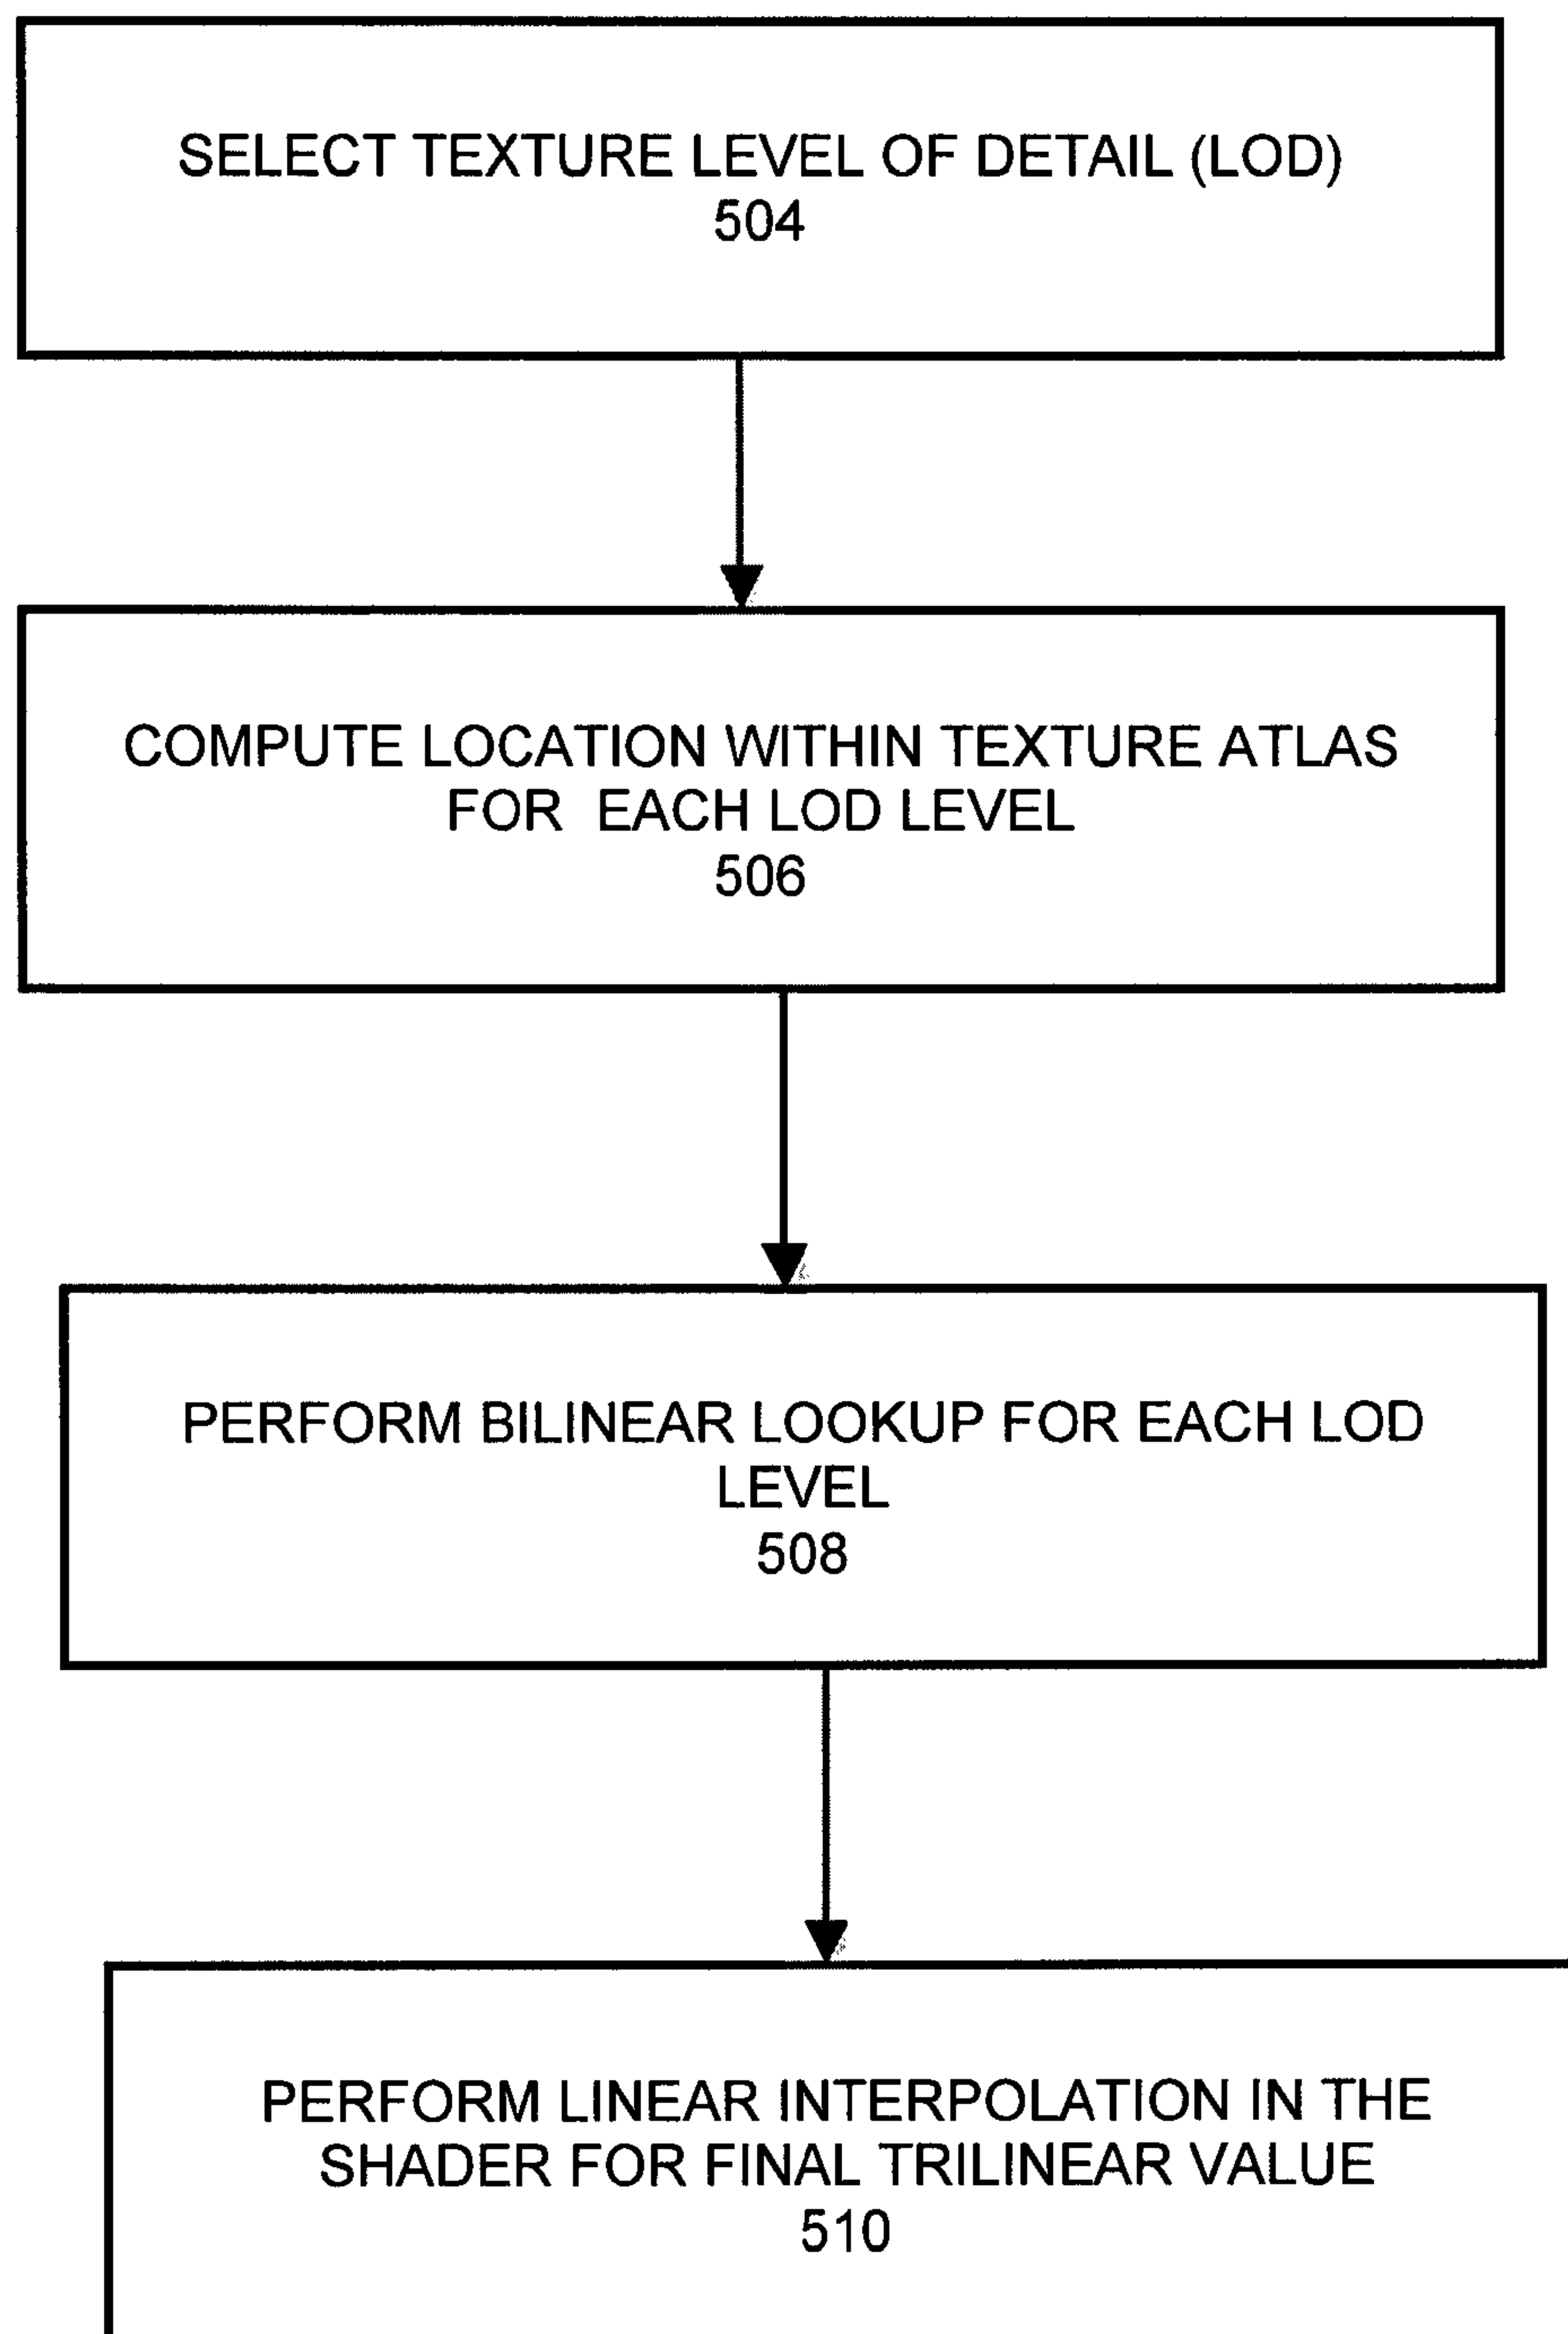 SELECT TEXTURE LEVEL OF DETAIL (LOD)
504
COMPUTE LOCATION WITHIN TEXTURE ATLAS
FOR EACH LOD LEVEL
506
PERFORM BILINEAR LOOKUP FOR EACH LOD
LEVEL
508
PERFORM LINEAR INTERPOLATION IN THE
SHADER FOR FINAL TRILINEAR VALUE
510